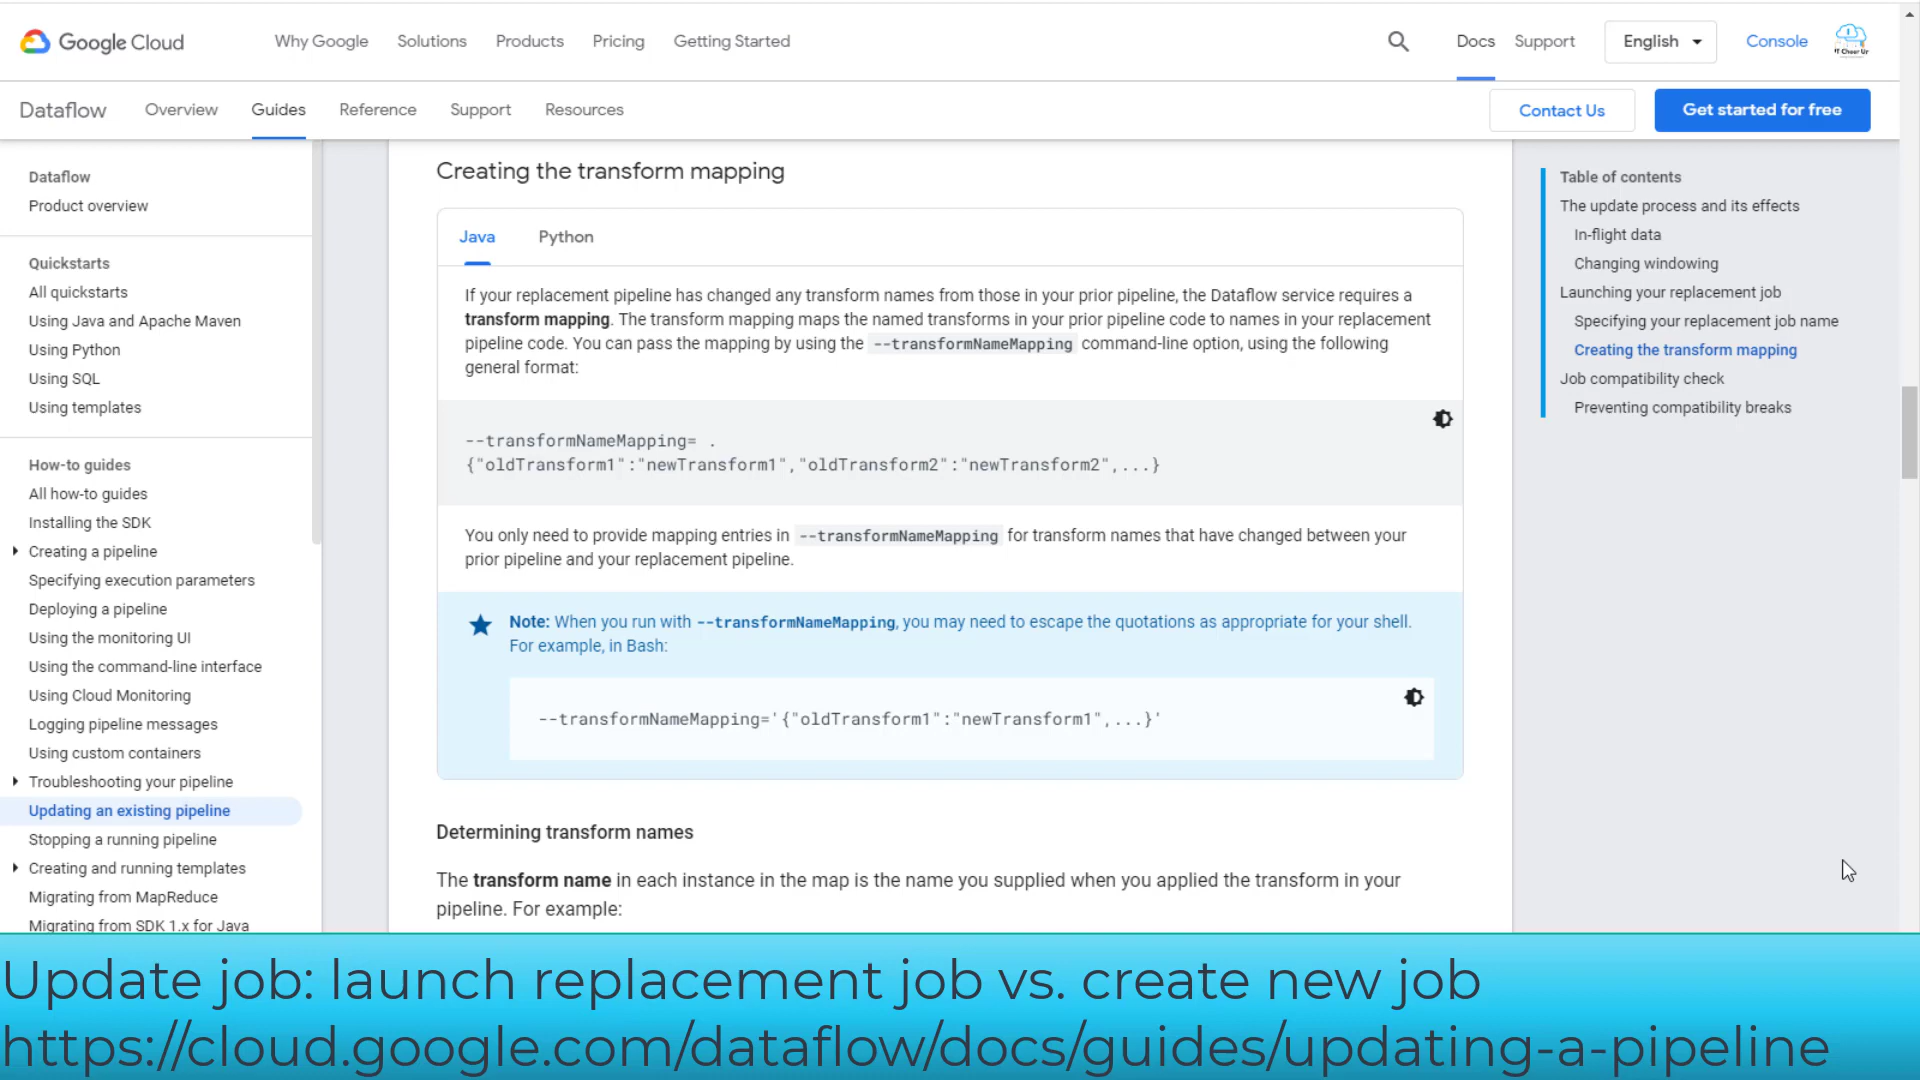 Google Cloud
Why Google
Solutions
Products
Pricing
Getting Started
Docs
Support
English
Console
IT Cheer Up
Dataflow
Overview
Guides
Reference
Support
Resources
Contact Us
Get started for free
Dataflow
Product overview
Quickstarts
All quickstarts
Using Java and Apache Maven
Using Python
Using SQL
Using templates
How-to guides
All how-to guides
Installing the SDK
Creating a pipeline
Specifying execution parameters
Deploying a pipeline
Using the monitoring UI
Using the command-line interface
Using Cloud Monitoring
Logging pipeline messages
Using custom containers
Troubleshooting your pipeline
Updating an existing pipeline
Stopping a running pipeline
Creating and running templates
Migrating from MapReduce
Migrating from SDK 1.x for Java
Creating the transform mapping
Java
Python
If your replacement pipeline has changed any transform names from those in your prior pipeline, the Dataflow service requires a
transform mapping. The transform mapping maps the named transforms in your prior pipeline code to names in your replacement
pipeline code. You can pass the mapping by using the --transformNameMapping command-line option, using the following
general format:
--transformNameMapping= .
{"oldTransform1":"newTransform1","oldTransform2":"newTransform2",...}
You only need to provide mapping entries in --transformNameMapping for transform names that have changed between your
prior pipeline and your replacement pipeline.
Note: When you run with --transformNameMapping, you may need to escape the quotations as appropriate for your shell.
For example, in Bash:
--transformNameMapping='{"oldTransform1":"newTransform1",...}'
Determining transform names
The transform name in each instance in the map is the name you supplied when you applied the transform in your
pipeline. For example:
Table of contents
The update process and its effects
In-flight data
Changing windowing
Launching your replacement job
Specifying your replacement job name
Creating the transform mapping
Job compatibility check
Preventing compatibility breaks
Update job: launch replacement job vs. create new job
https://cloud.google.com/dataflow/docs/guides/updating-a-pipeline